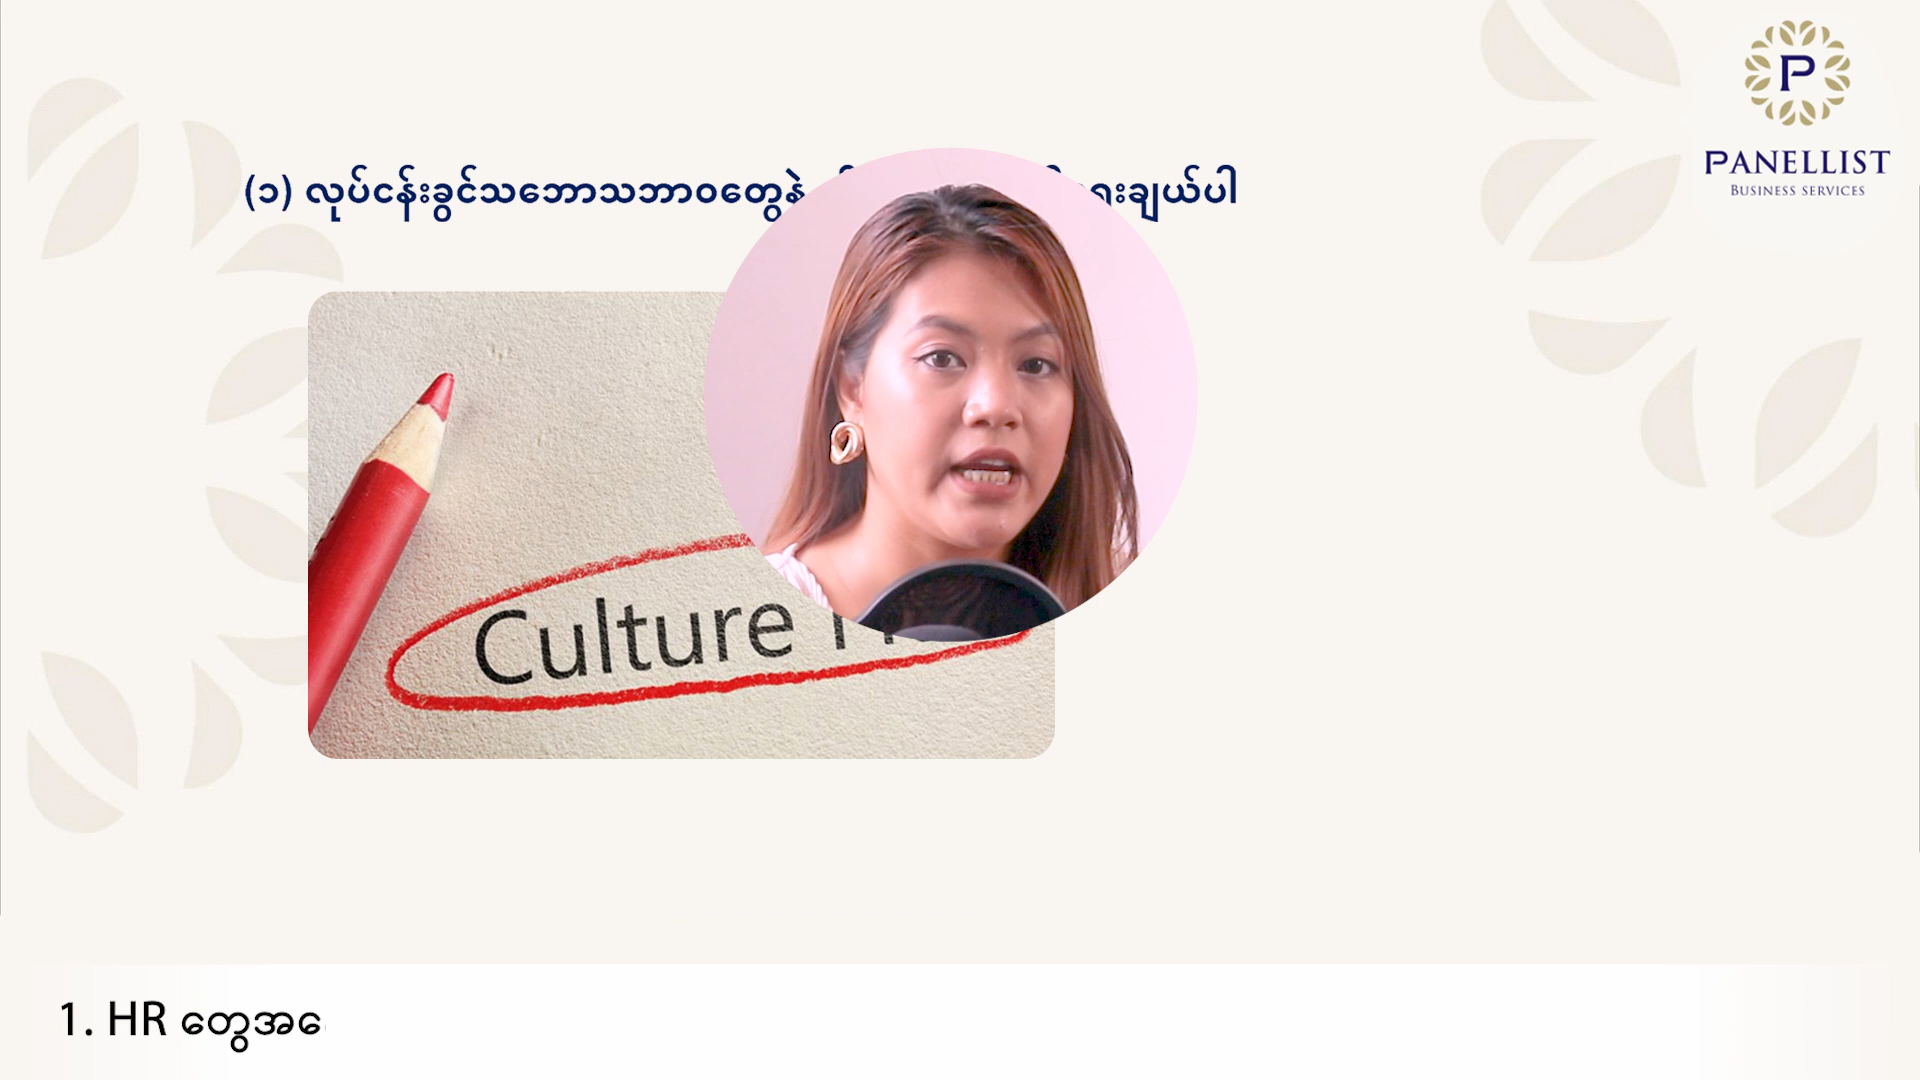 (၁) လုပ်ငန်းခွင်သဘောသဘာဝတွေနဲ့ ရွေးချယ်ပါ
P
PANELLIST
BUSINESS SERVICES
Culture
1. HR တွေအ